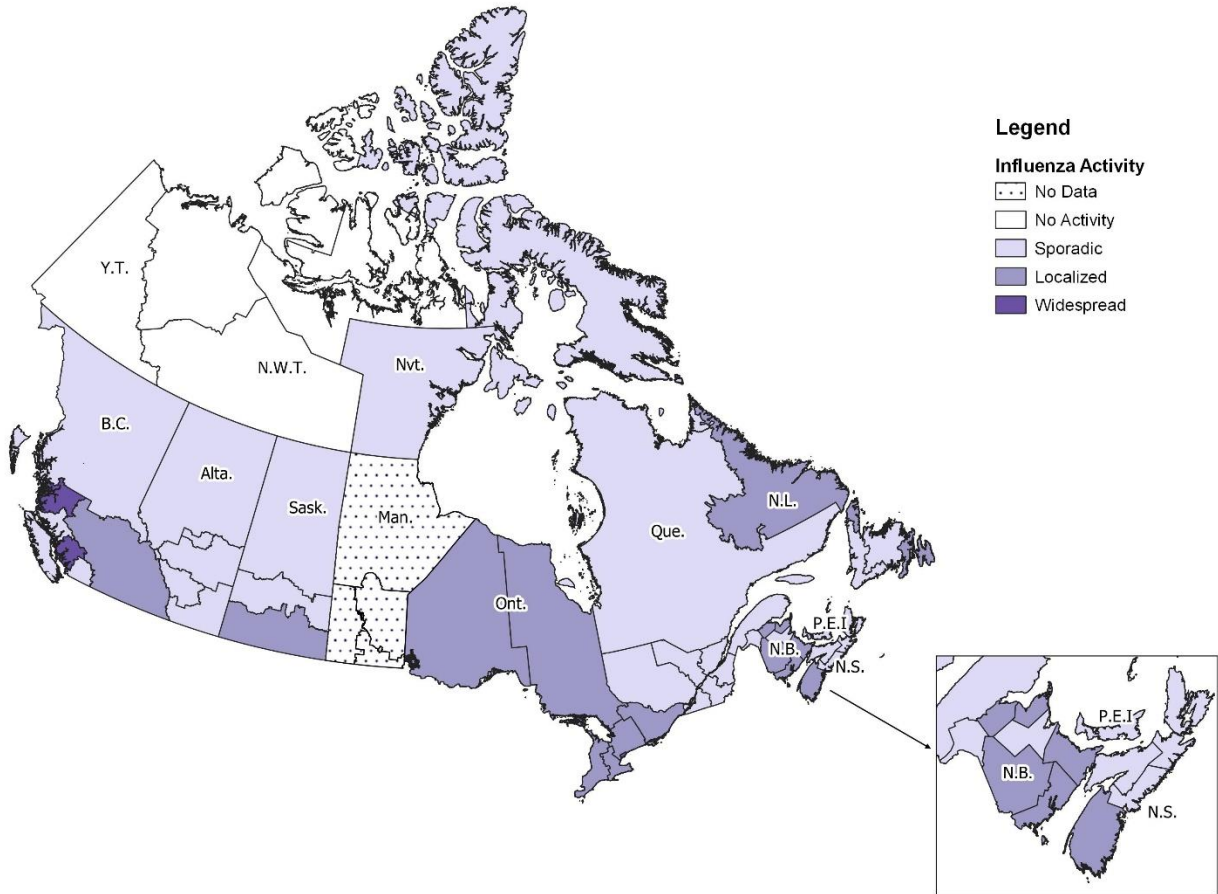 Legend
Influenza Activity
No Data
No Activity
Sporadic
Localized
Widespread
Y.T.
N.W.T.
Nvt.
B.C.
Alta.
Sask.
Man.
Ont.
Que.
N.L.
P.E.I
N.B.
N.S.
P.E.I
N.B.
N.S.